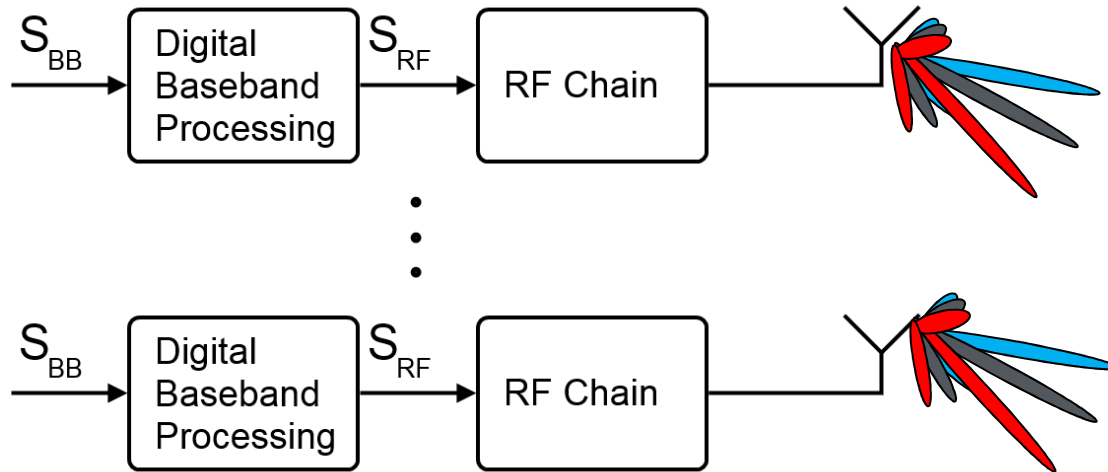 S_BB
Digital
Baseband
Processing
S_RF
RF Chain
S_BB
Digital
Baseband
Processing
S_RF
RF Chain